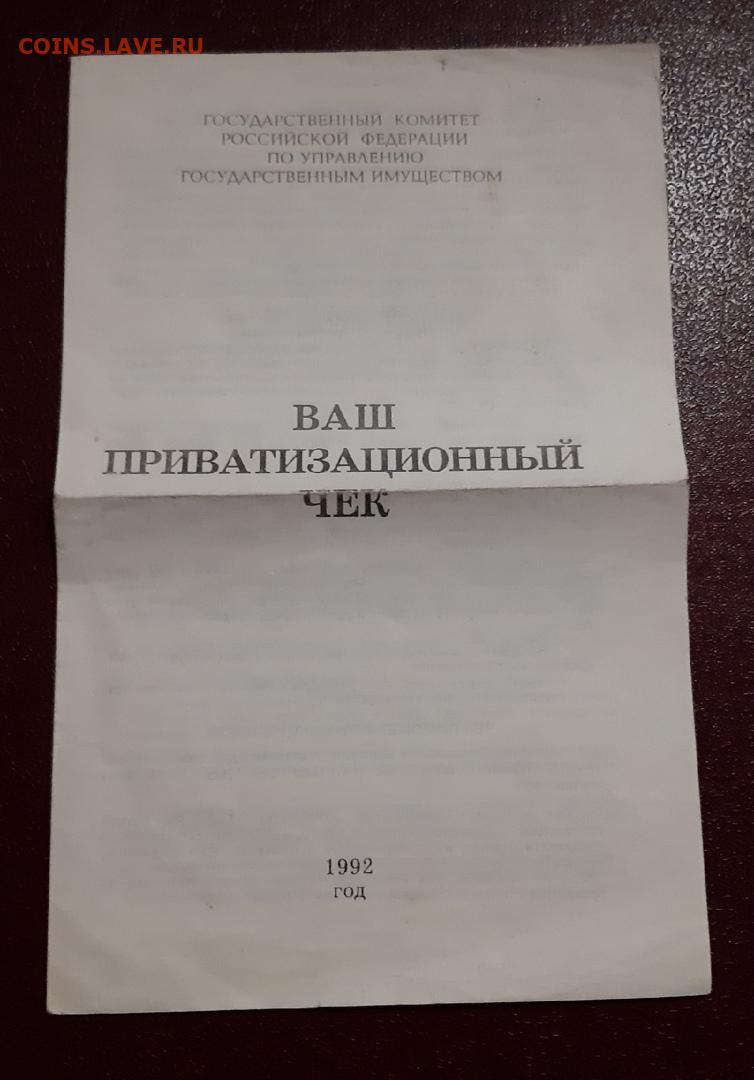 COINS.LAVE.RU
ГОСУДАРСТВЕННЫЙ КОМИТЕТ
РОССИЙСКОЙ ФЕДЕРАЦИИ
ПО УПРАВЛЕНИЮ
ГОСУДАРСТВЕННЫМ ИМУЩЕСТВОМ
ВАШ
ПРИВАТИЗАЦИОННЫЙ
ЧЕК
1992
ГОД